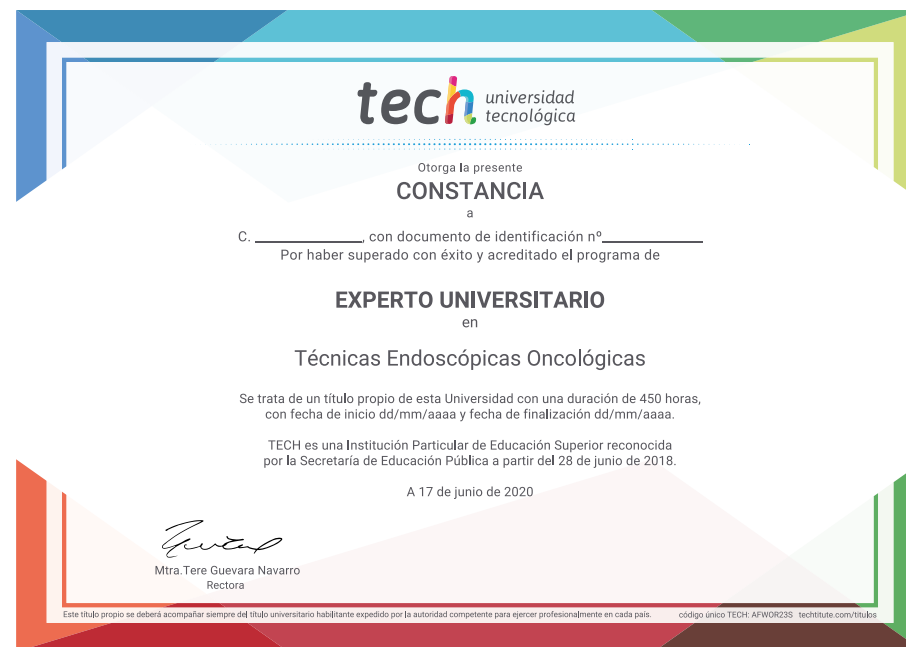 tech universidad
tecnológica
Otorga la presente
CONSTANCIA
a
C. ______________, con documento de identificación nº_____________
Por haber superado con éxito y acreditado el programa de
EXPERTO UNIVERSITARIO
en
Técnicas Endoscópicas Oncológicas
Se trata de un título propio de esta Universidad con una duración de 450 horas,
con fecha de inicio dd/mm/aaaa y fecha de finalización dd/mm/aaaa.
TECH es una Institución Particular de Educación Superior reconocida
por la Secretaría de Educación Pública a partir del 28 de junio de 2018.
A 17 de junio de 2020
Mtra.Tere Guevara Navarro
Rectora
Este título propio se deberá acompañar siempre del título universitario habilitante expedido por la autoridad competente para ejercer profesionalmente en cada país. código único TECH: AFWOR23S techtitute.com/títulos